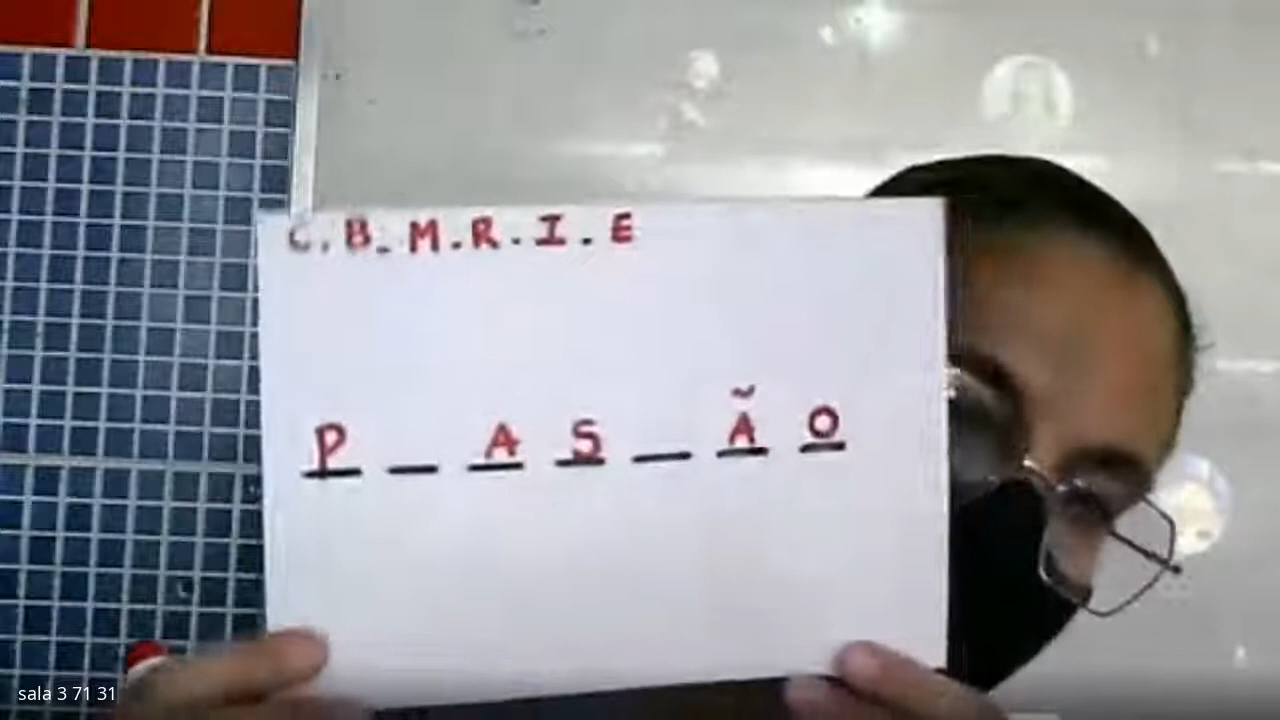 C. B. M. R. I. E
P _ A S _ Ã O
sala 3 71 31